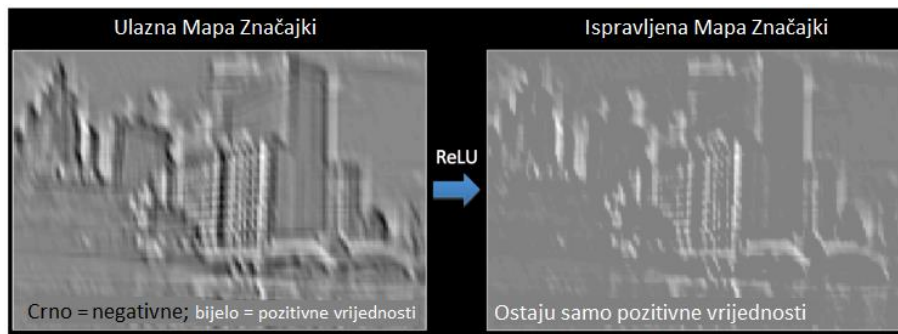 Ulazna Mapa Značajki
Ispravljena Mapa Značajki
ReLU
Crno = negativne; bijelo = pozitivne vrijednosti
Ostaju samo pozitivne vrijednosti